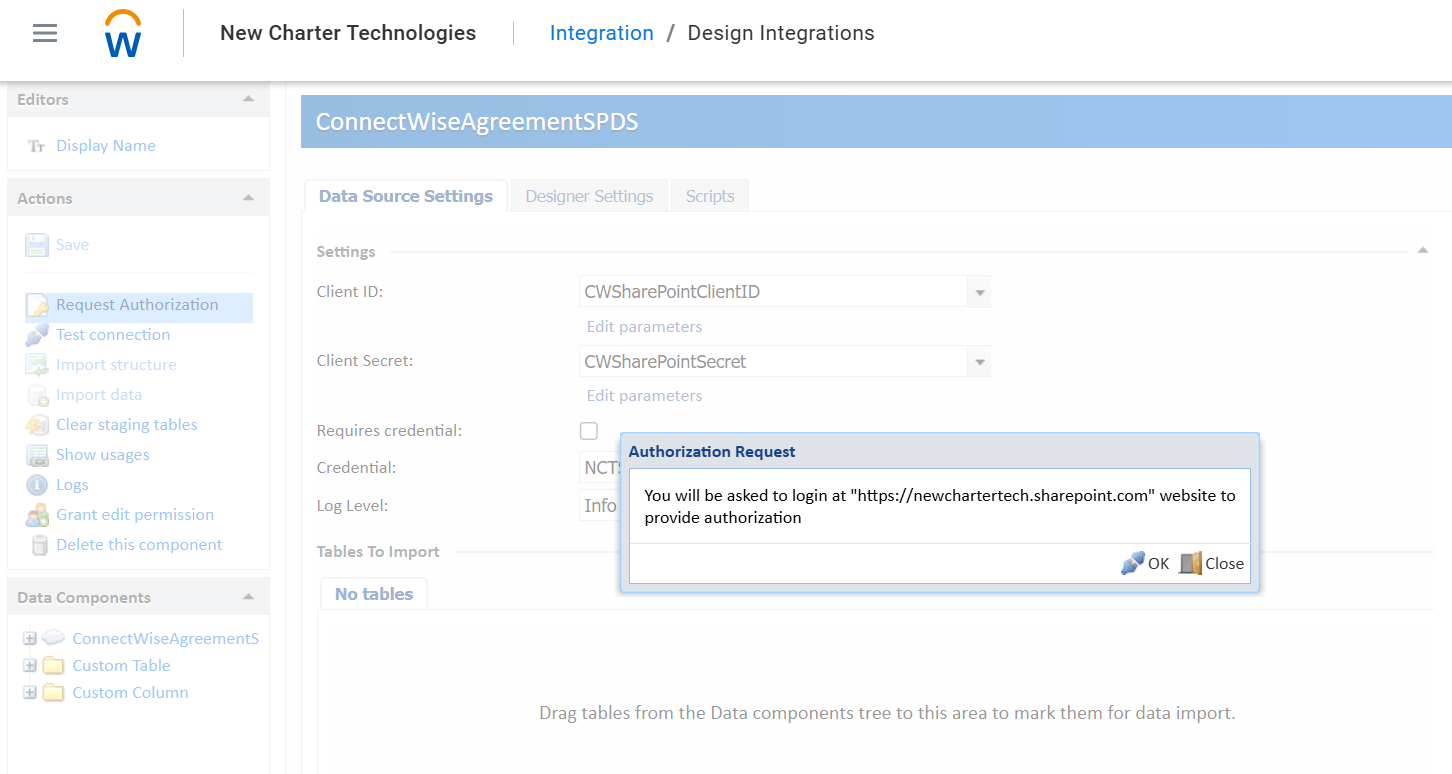 New Charter Technologies
Integration / Design Integrations
Editors
Tt Display Name
Actions
Save
Request Authorization
Test connection
Import structure
Import data
Clear staging tables
Show usages
Logs
Grant edit permission
Delete this component
Data Components
ConnectWiseAgreementS
Custom Table
Custom Column
ConnectWiseAgreementSPDS
Data Source Settings
Designer Settings
Scripts
Settings
Client ID:
CWSharePointClientID
Edit parameters
Client Secret:
CWSharePointSecret
Edit parameters
Requires credential:
Credential:
Log Level:
Info
Tables To Import
No tables
Drag tables from the Data components tree to this area to mark them for data import.
Authorization Request
You will be asked to login at "https://newchartertech.sharepoint.com" website to
provide authorization
OK
Close